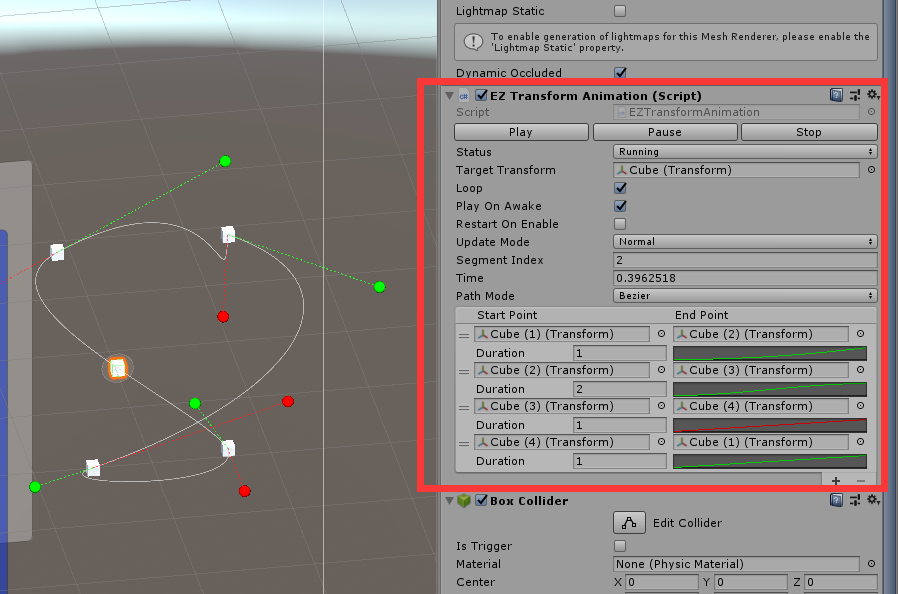 Lightmap Static
To enable generation of lightmaps for this Mesh Renderer, please enable the
'Lightmap Static' property.
Dynamic Occluded
EZ Transform Animation (Script)
Script EZTransformAnimation
Play Pause Stop
Status Running
Target Transform Cube (Transform)
Loop
Play On Awake
Restart On Enable
Update Mode Normal
Segment Index 2
Time 0.3962518
Path Mode Bezier
Start Point End Point
Cube (1) (Transform) Cube (2) (Transform)
Duration 1
Cube (2) (Transform) Cube (3) (Transform)
Duration 2
Cube (3) (Transform) Cube (4) (Transform)
Duration 1
Cube (4) (Transform) Cube (1) (Transform)
Duration 1
Box Collider
Edit Collider
Is Trigger
Material None (Physic Material)
Center X 0 Y 0 Z 0